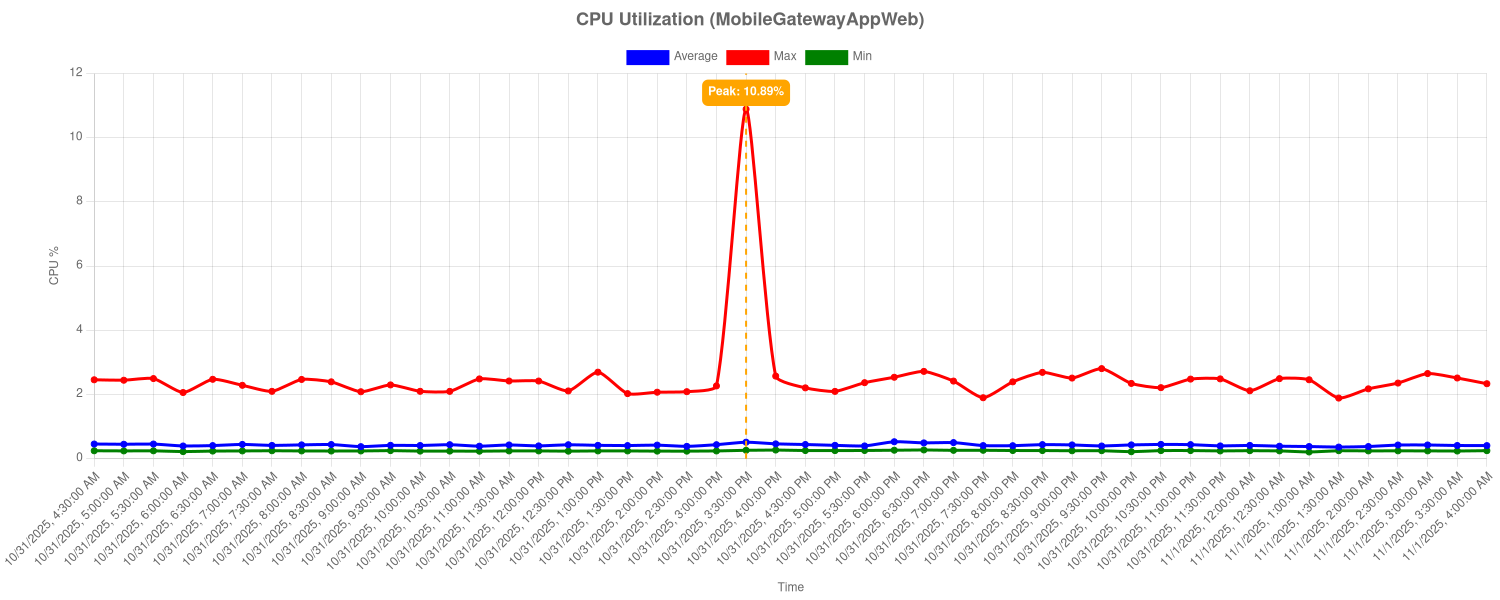 CPU Utilization (MobileGatewayAppWeb)
Average Max Min
Peak: 10.89%
12
10
8
6
4
2
0
CPU %
10/31/2025, 4:30:00 AM
10/31/2025, 5:00:00 AM
10/31/2025, 5:30:00 AM
10/31/2025, 6:00:00 AM
10/31/2025, 6:30:00 AM
10/31/2025, 7:00:00 AM
10/31/2025, 7:30:00 AM
10/31/2025, 8:00:00 AM
10/31/2025, 8:30:00 AM
10/31/2025, 9:00:00 AM
10/31/2025, 9:30:00 AM
10/31/2025, 10:00:00 AM
10/31/2025, 10:30:00 AM
10/31/2025, 11:00:00 AM
10/31/2025, 11:30:00 AM
10/31/2025, 12:00:00 PM
10/31/2025, 12:30:00 PM
10/31/2025, 1:00:00 PM
10/31/2025, 1:30:00 PM
10/31/2025, 2:00:00 PM
10/31/2025, 2:30:00 PM
10/31/2025, 3:00:00 PM
10/31/2025, 3:30:00 PM
10/31/2025, 4:00:00 PM
10/31/2025, 4:30:00 PM
10/31/2025, 5:00:00 PM
10/31/2025, 5:30:00 PM
10/31/2025, 6:00:00 PM
10/31/2025, 6:30:00 PM
10/31/2025, 7:00:00 PM
10/31/2025, 7:30:00 PM
10/31/2025, 8:00:00 PM
10/31/2025, 8:30:00 PM
10/31/2025, 9:00:00 PM
10/31/2025, 9:30:00 PM
10/31/2025, 10:00:00 PM
10/31/2025, 10:30:00 PM
10/31/2025, 11:00:00 PM
10/31/2025, 11:30:00 PM
11/1/2025, 12:00:00 AM
11/1/2025, 12:30:00 AM
11/1/2025, 1:00:00 AM
11/1/2025, 1:30:00 AM
11/1/2025, 2:00:00 AM
11/1/2025, 2:30:00 AM
11/1/2025, 3:00:00 AM
11/1/2025, 3:30:00 AM
11/1/2025, 4:00:00 AM
Time